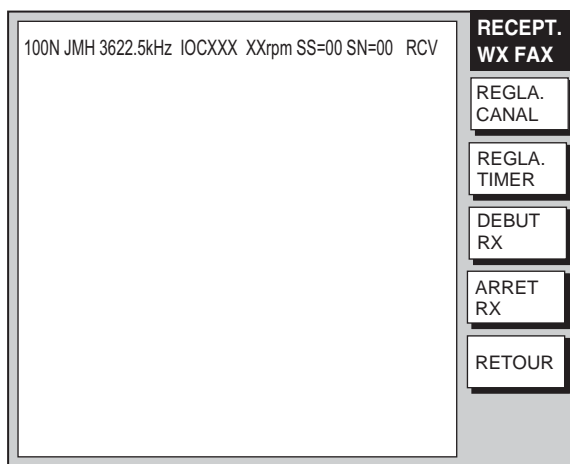 100N JMH 3622.5kHz IOCXXX XXrpm SS=00 SN=00 RCV
RECEPT.
WX FAX
REGLA.
CANAL
REGLA.
TIMER
DEBUT
RX
ARRET
RX
RETOUR